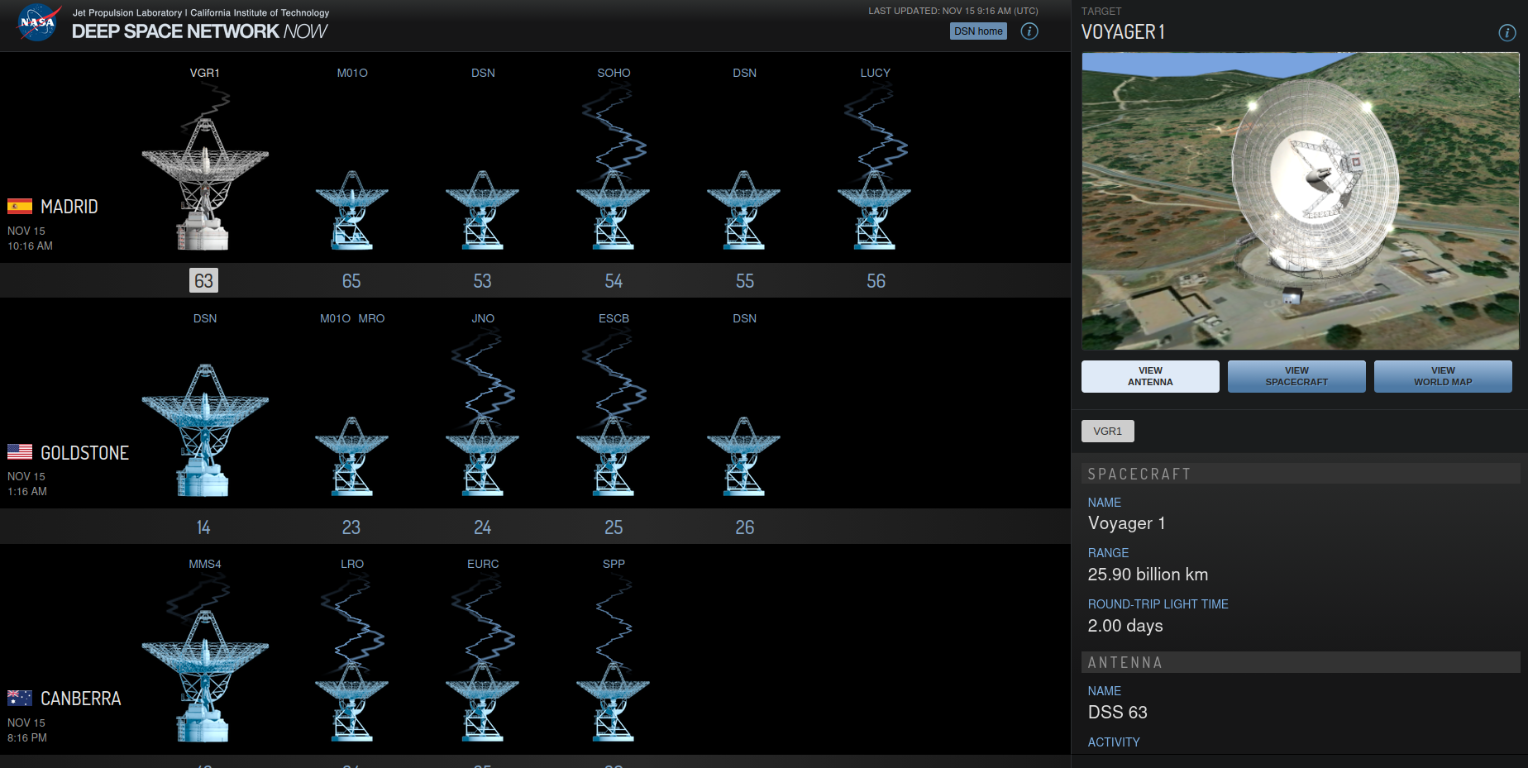 NASA
Jet Propulsion Laboratory | California Institute of Technology
DEEP SPACE NETWORK NOW
LAST UPDATED: NOV 15 9:16 AM (UTC)
DSN home
i
VGR1 M01O DSN SOHO DSN LUCY
MADRID
NOV 15
10:16 AM
63 65 53 54 55 56
DSN M01O MRO JNO ESCB DSN
GOLDSTONE
NOV 15
1:16 AM
14 23 24 25 26
MMS4 LRO EURC SPP
CANBERRA
NOV 15
8:16 PM
TARGET
VOYAGER 1
i
VIEW ANTENNA
VIEW SPACECRAFT
VIEW WORLD MAP
VGR1
SPACECRAFT
NAME
Voyager 1
RANGE
25.90 billion km
ROUND-TRIP LIGHT TIME
2.00 days
ANTENNA
NAME
DSS 63
ACTIVITY